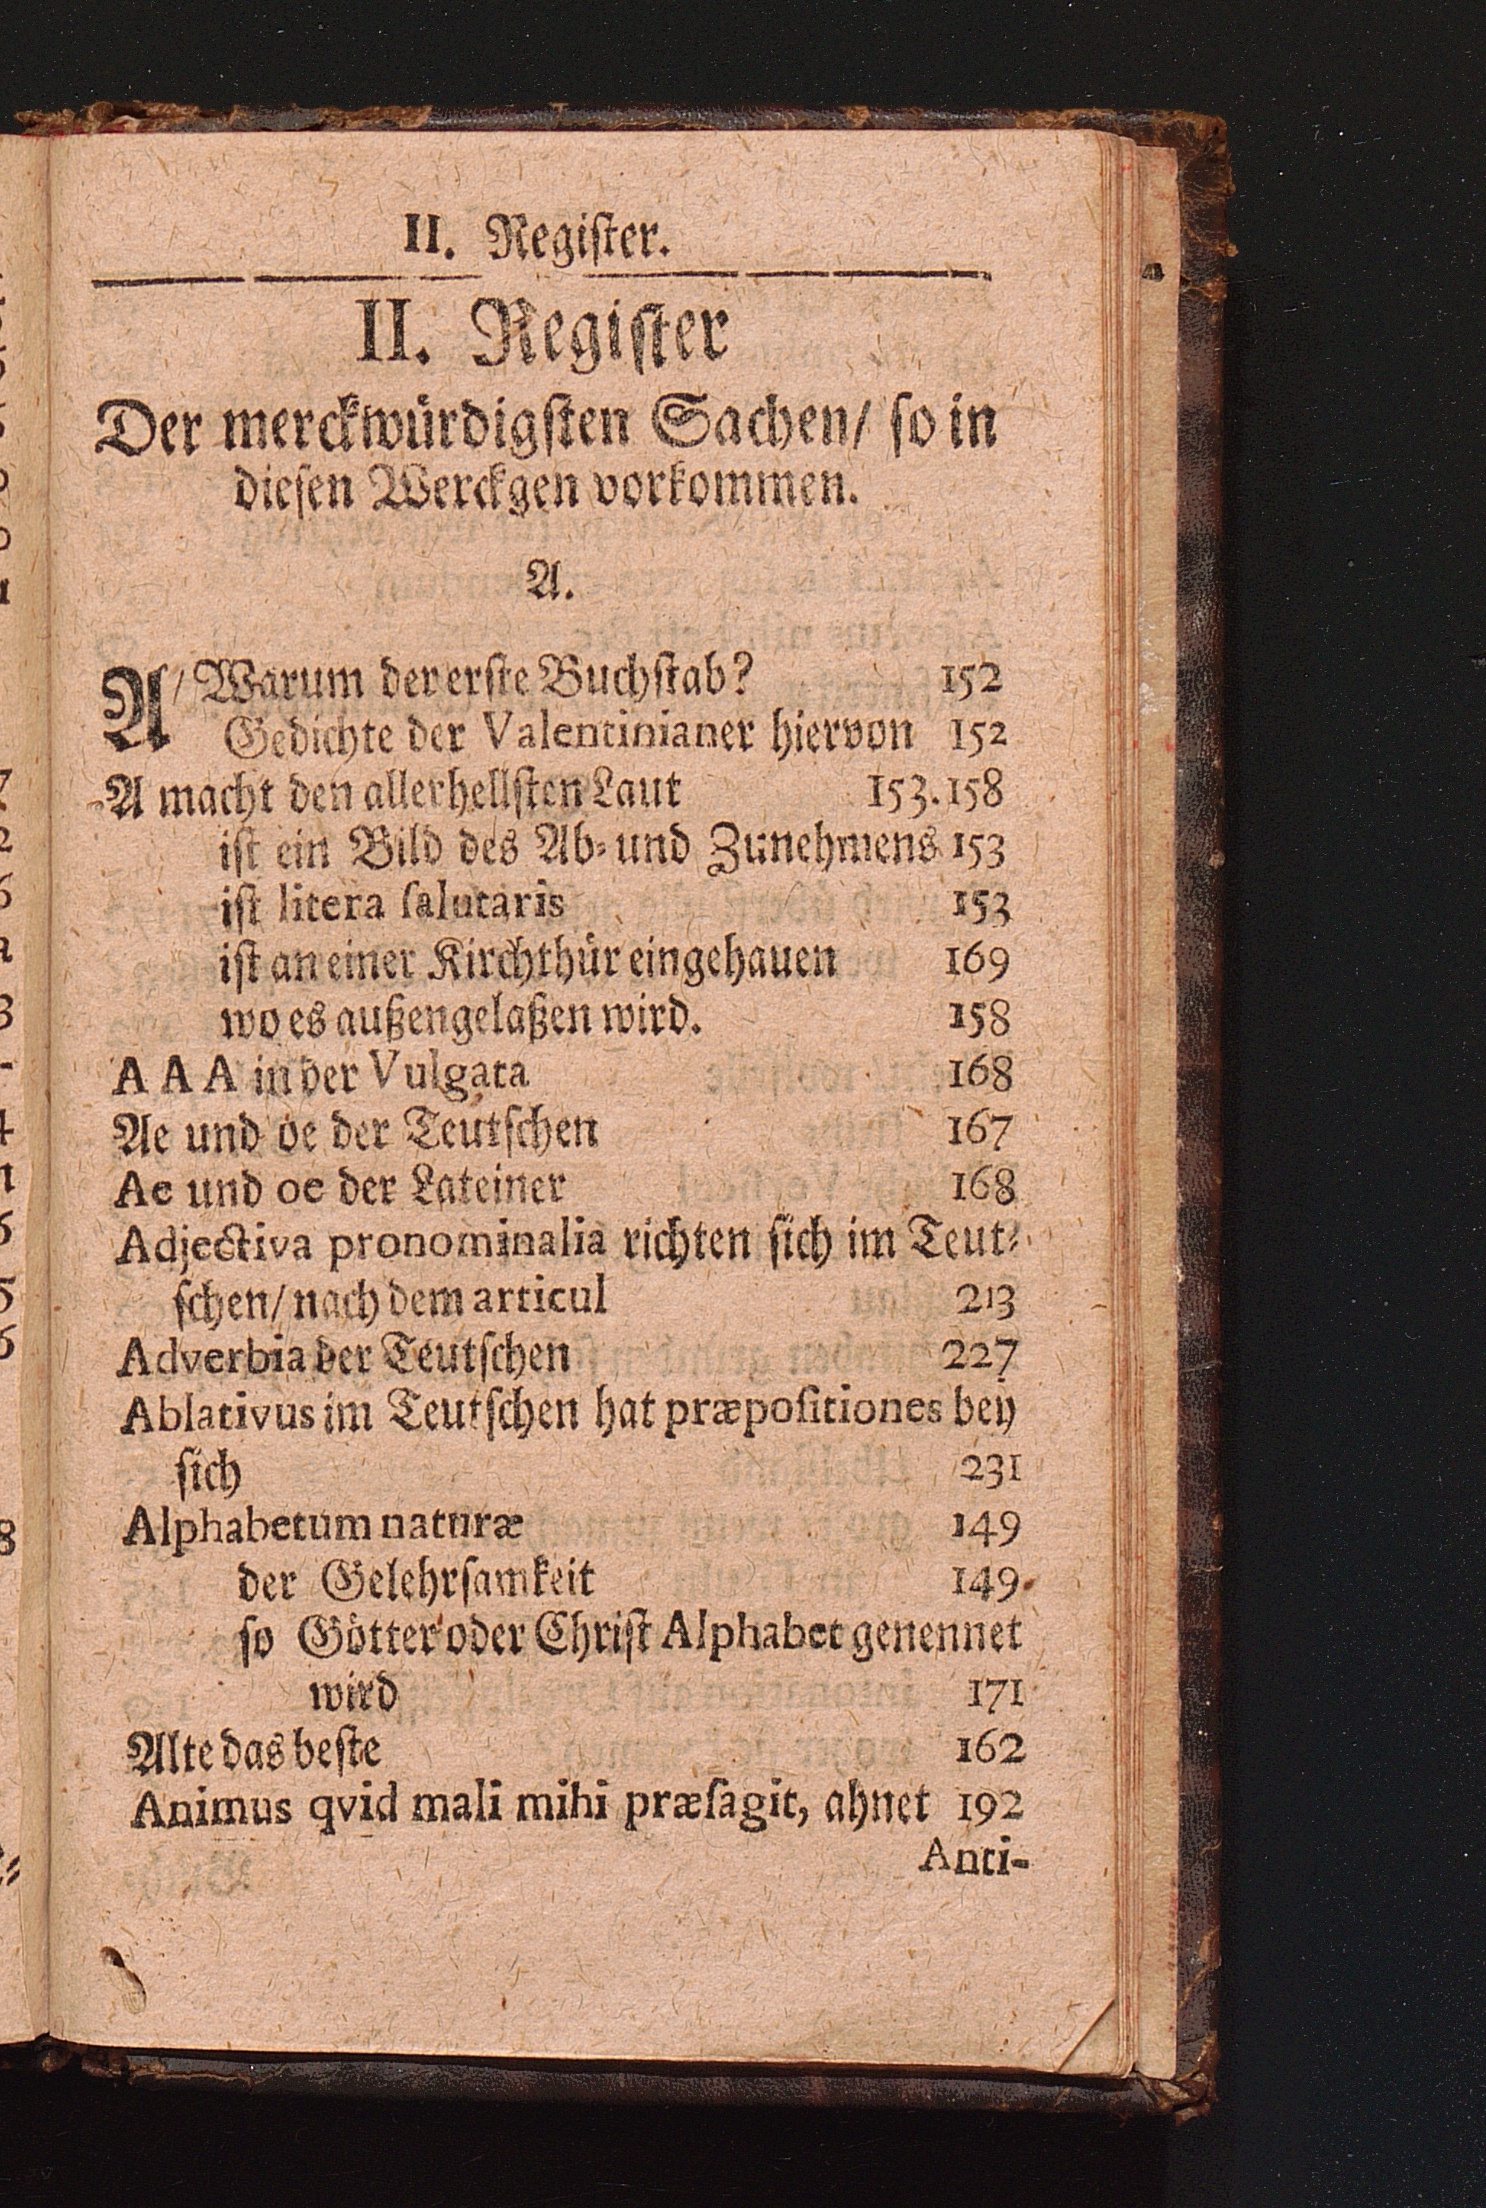 II. Regiſter.
II. Regiſter
Der merckwürdigſten Sachen/ ſo in
dieſen Werckgen vorkommen.
A.
A/ Warum der erſte Buchſtab? 152
Gedichte der Valentinianer hiervon 152
A macht den allerhellſten Laut 153.158
iſt ein Bild des Ab⸗ und Zunehmens 153
iſt litera ſalutaris 153
iſt an einer Kirchthür eingehauen 169
wo es außengelaßen wird. 158
A A A in der Vulgata 168
Ae und oe der Teutſchen 167
Ae und oe der Lateiner 168
Adjectiva pronominalia richten ſich im Teut⸗
ſchen/ nach dem articul 213
Adverbia der Teutſchen 227
Ablativus im Teutſchen hat præpoſitiones bey
ſich 231
Alphabetum naturæ 149
der Gelehrſamkeit 149
ſo Götter oder Chriſt Alphabet genennet
wird 171
Alte das beſte 162
Animus qvid mali mihi præſagit, ahnet 192
Anti-